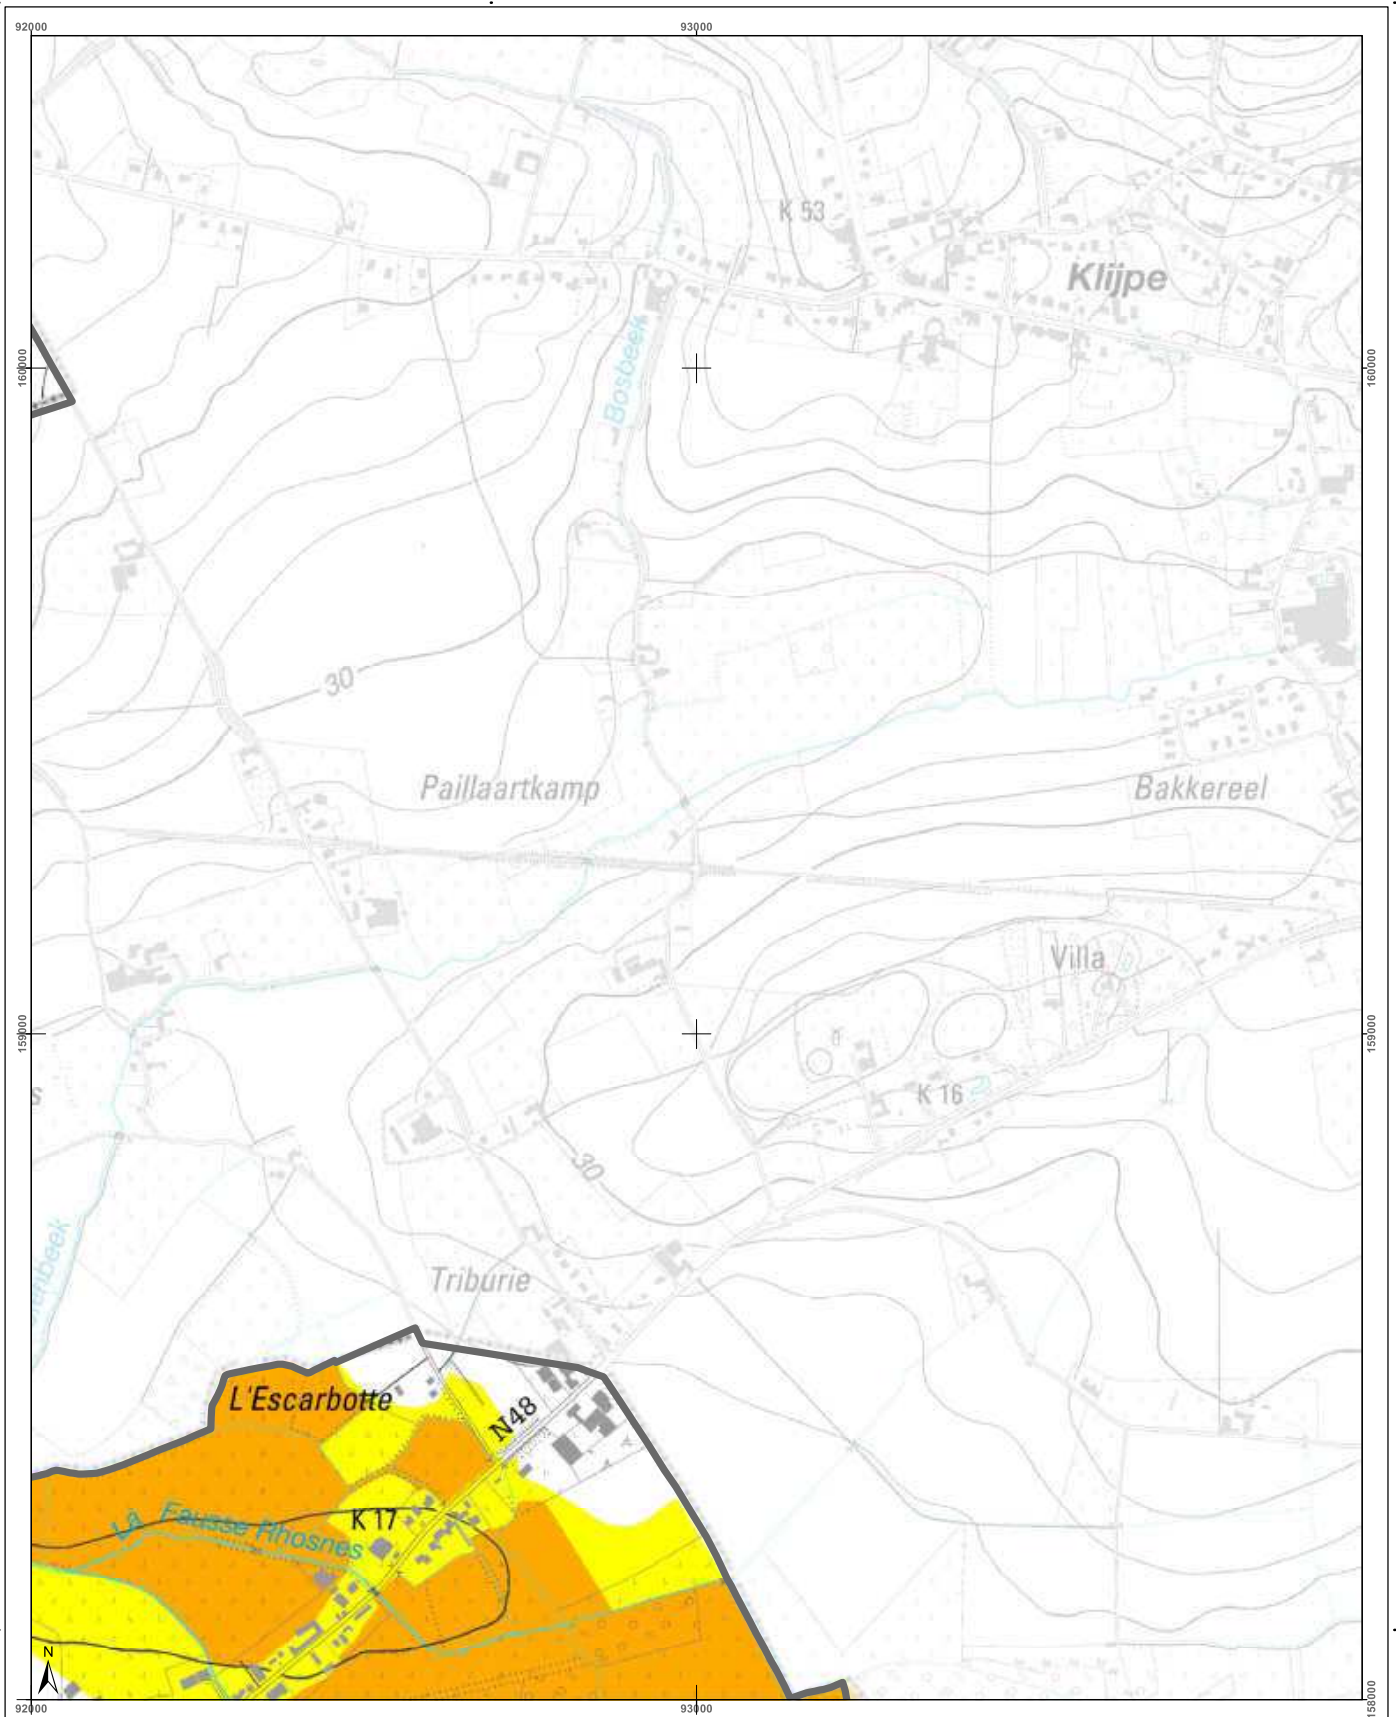 92000
93000
K 53
Klijpe
Bosbeek
160000
160000
30
Paillaartkamp
Bakkereel
Villa
159000
159000
K 16
s
30
Triburie
L'Escarbotte
N48
K 17
La Fausse Rhosnes
N
92000
93000
158000